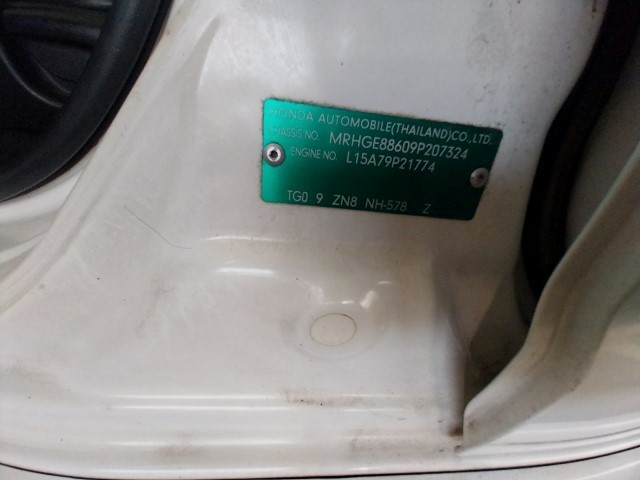 HONDA AUTOMOBILE(THAILAND)CO.,LTD.
CHASSIS NO. MRHGE88609P207324
ENGINE NO. L15A79P21774
TG0 9 ZN8 NH-578 Z